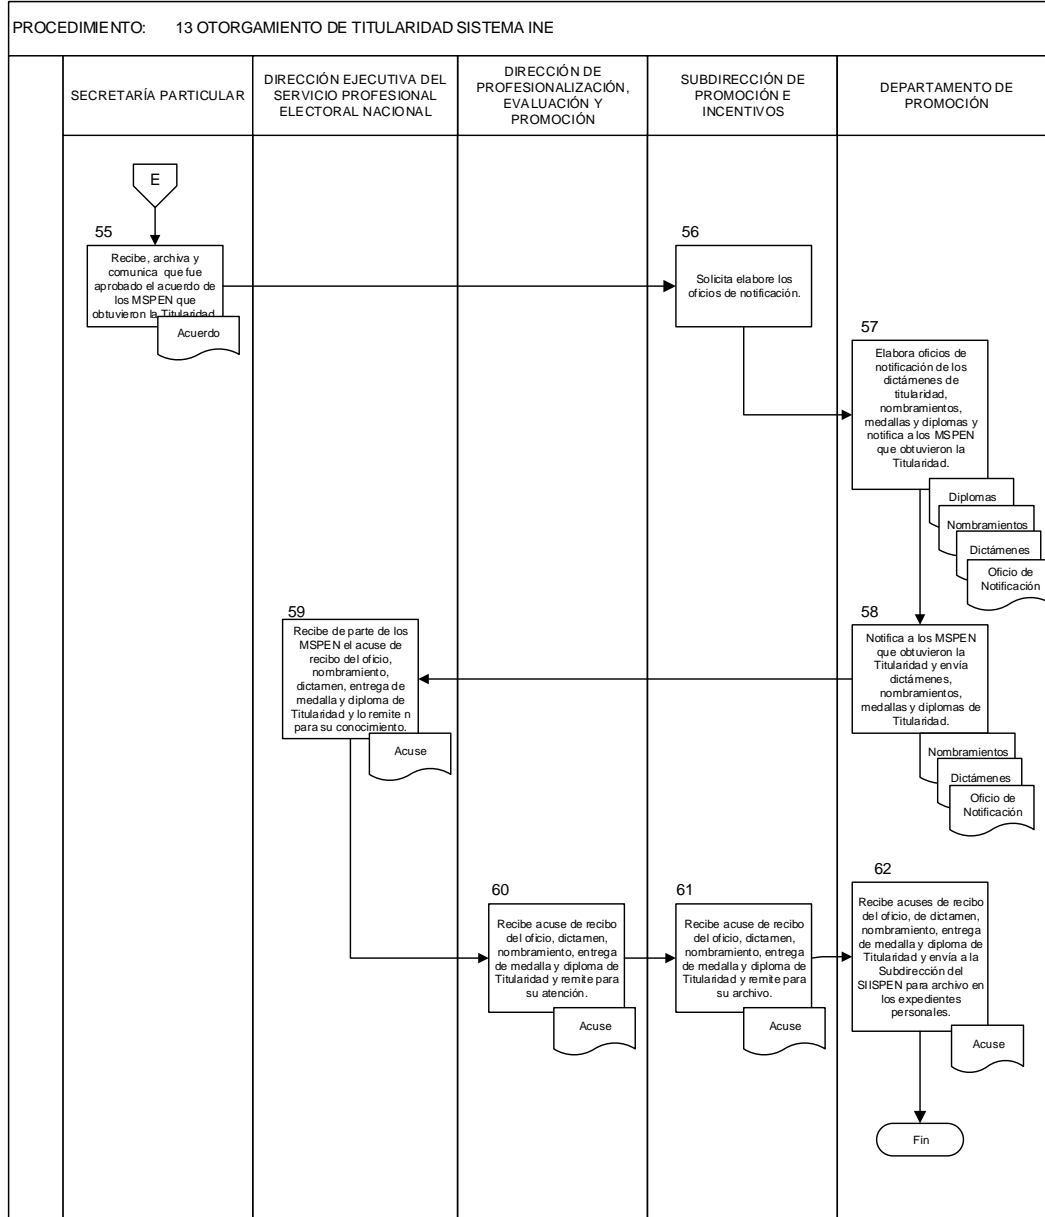 PROCEDIMIENTO: 13 OTORGAMIENTO DE TITULARIDAD SISTEMA INE
SECRETARÍA PARTICULAR
DIRECCIÓN EJECUTIVA DEL
SERVICIO PROFESIONAL
ELECTORAL NACIONAL
DIRECCIÓN DE
PROFESIONALIZACIÓN,
EVALUACIÓN Y
PROMOCIÓN
SUBDIRECCIÓN DE
PROMOCIÓN E
INCENTIVOS
DEPARTAMENTO DE
PROMOCIÓN
E
55
Recibe, archiva y
comunica que fue
aprobado el acuerdo de
los MSPEN que
obtuvieron la Titularidad
Acuerdo
56
Solicita elabore los
oficios de notificación.
57
Elabora oficios de
notificación de los
dictámenes de
titularidad,
nombramientos,
medallas y diplomas y
notifica a los MSPEN
que obtuvieron la
Titularidad.
Diplomas
Nombramientos
Dictámenes
Oficio de
Notificación
58
Notifica a los MSPEN
que obtuvieron la
Titularidad y envía
dictámenes,
nombramientos,
medallas y diplomas de
Titularidad.
Nombramientos
Dictámenes
Oficio de
Notificación
59
Recibe de parte de los
MSPEN el acuse de
recibo del oficio,
nombramiento,
dictamen, entrega de
medalla y diploma de
Titularidad y lo remite n
para su conocimiento.
Acuse
60
Recibe acuse de recibo
del oficio, dictamen,
nombramiento, entrega
de medalla y diploma de
Titularidad y remite para
su atención.
Acuse
61
Recibe acuse de recibo
del oficio, dictamen,
nombramiento, entrega
de medalla y diploma de
Titularidad y remite para
su archivo.
Acuse
62
Recibe acuses de recibo
del oficio, de dictamen,
nombramiento, entrega
de medalla y diploma de
Titularidad y envía a la
Subdirección del
SIISPEN para archivo en
los expedientes
personales.
Acuse
Fin